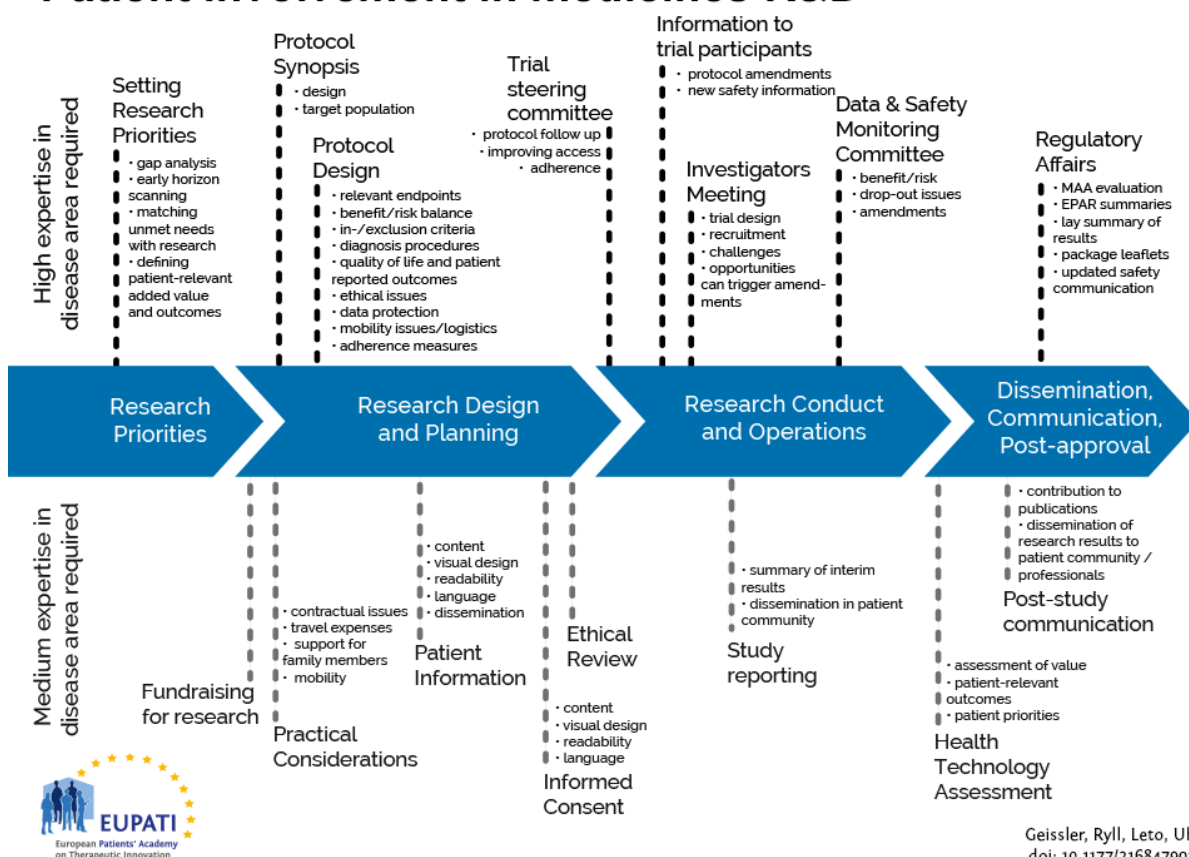 Setting
Research
Priorities
• gap analysis
• early horizon
scanning
• matching
unmet needs
with research
• defining
patient-relevant
added value
and outcomes
Protocol
Synopsis
• design
• target population
Protocol
Design
• relevant endpoints
• benefit/risk balance
• in-/exclusion criteria
• diagnosis procedures
• quality of life and patient
reported outcomes
• ethical issues
• data protection
• mobility issues/logistics
• adherence measures
Trial
steering
committee
• protocol follow up
• improving access
• adherence
Information to
trial participants
• protocol amendments
• new safety information
Investigators
Meeting
• trial design
• recruitment
• challenges
• opportunities
can trigger amend-
ments
Data & Safety
Monitoring
Committee
• benefit/risk
• drop-out issues
• amendments
Regulatory
Affairs
• MAA evaluation
• EPAR summaries
• lay summary of
results
• package leaflets
• updated safety
communication
High expertise in
disease area required
Research
Priorities
Research Design
and Planning
Research Conduct
and Operations
Dissemination,
Communication,
Post-approval
Medium expertise in
disease area required
Fundraising
for research
• contractual issues
• travel expenses
• support for
family members
• mobility
Practical
Considerations
• content
• visual design
• readability
• language
• dissemination
Patient
Information
Ethical
Review
• content
• visual design
• readability
• language
Informed
Consent
• summary of interim
results
• dissemination in patient
community
Study
reporting
• contribution to
publications
• dissemination of
research results to
patient community /
professionals
Post-study
communication
• assessment of value
• patient-relevant
outcomes
• patient priorities
Health
Technology
Assessment
EUPATI
European Patients' Academy
on Therapeutic Innovation
Geissler, Ryll, Leto,
doi: